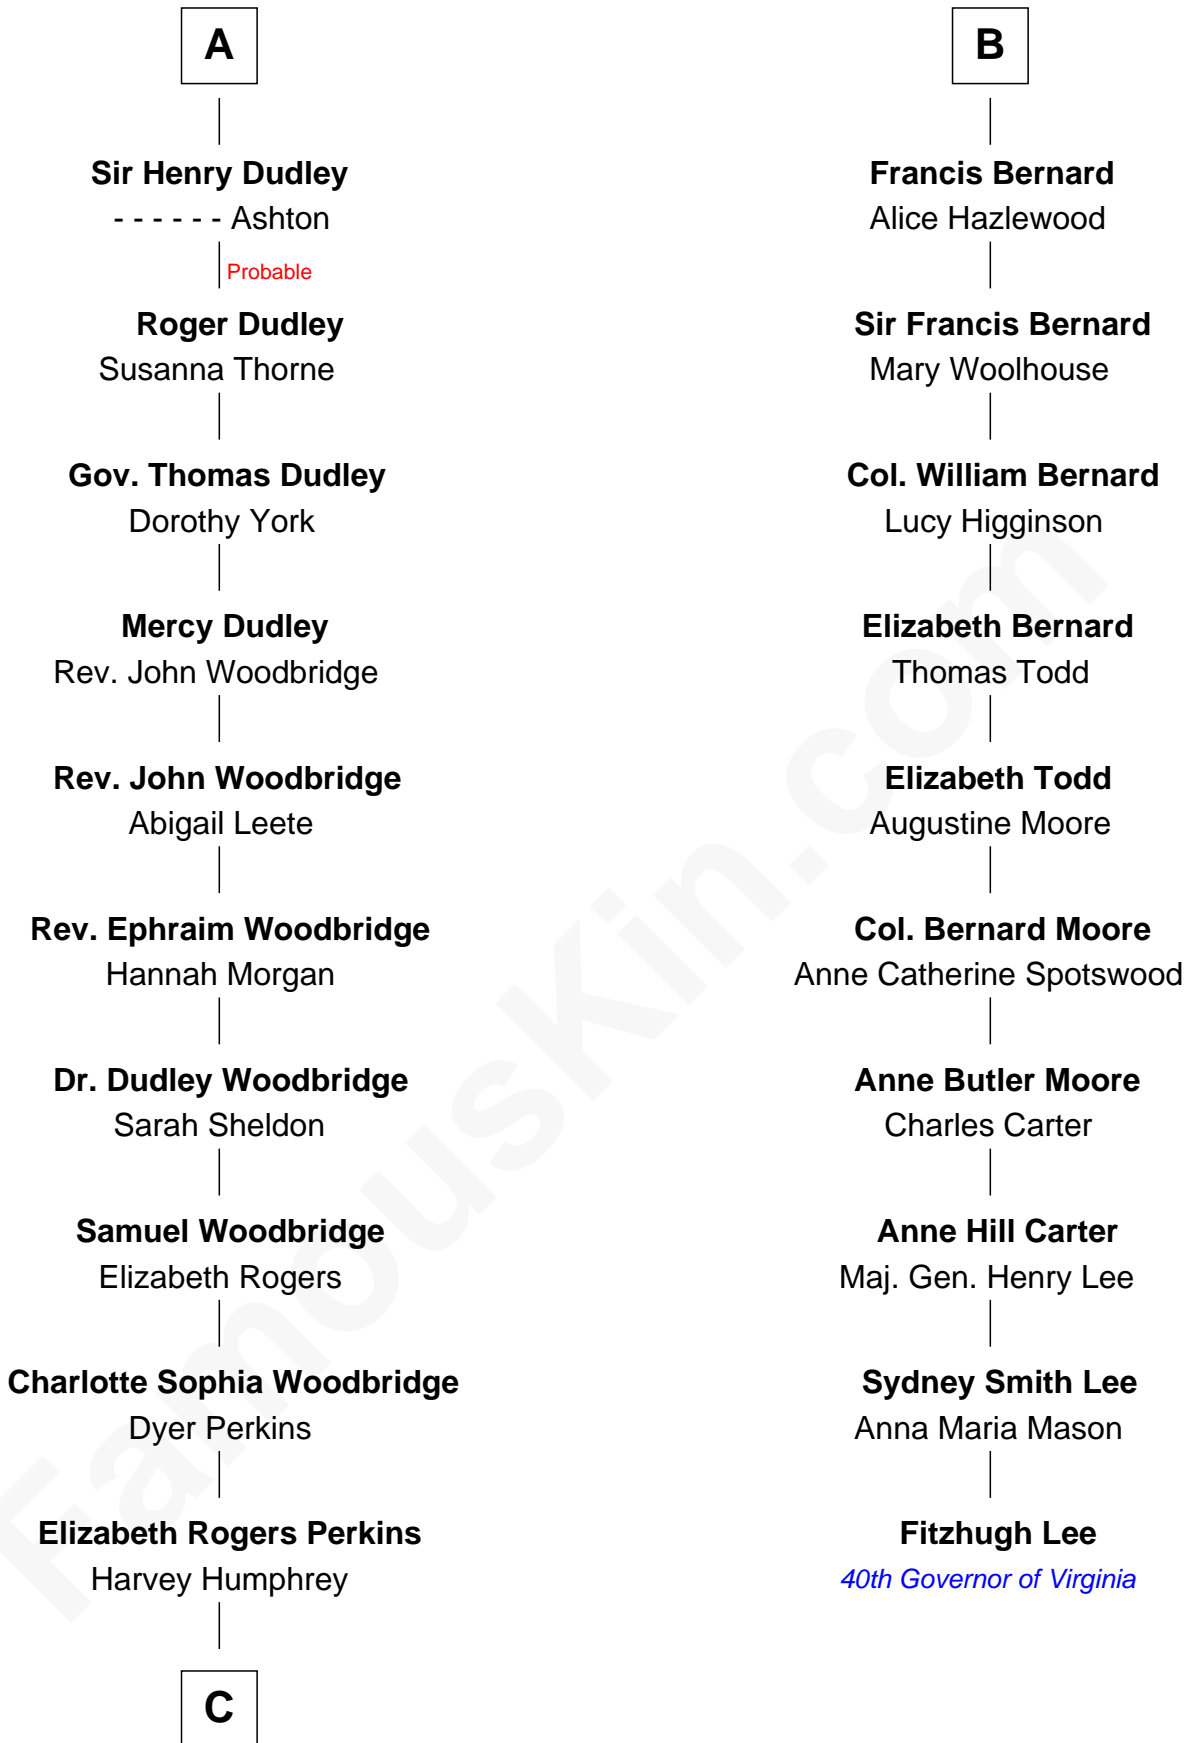 A
Sir Henry Dudley
- - - - - - Ashton
Probable
Roger Dudley
Susanna Thorne
Gov. Thomas Dudley
Dorothy York
Mercy Dudley
Rev. John Woodbridge
Rev. John Woodbridge
Abigail Leete
Rev. Ephraim Woodbridge
Hannah Morgan
Dr. Dudley Woodbridge
Sarah Sheldon
Samuel Woodbridge
Elizabeth Rogers
Charlotte Sophia Woodbridge
Dyer Perkins
Elizabeth Rogers Perkins
Harvey Humphrey
C
B
Francis Bernard
Alice Hazlewood
Sir Francis Bernard
Mary Woolhouse
Col. William Bernard
Lucy Higginson
Elizabeth Bernard
Thomas Todd
Elizabeth Todd
Augustine Moore
Col. Bernard Moore
Anne Catherine Spotswood
Anne Butler Moore
Charles Carter
Anne Hill Carter
Maj. Gen. Henry Lee
Sydney Smith Lee
Anna Maria Mason
Fitzhugh Lee
40th Governor of Virginia
FamousKin.com